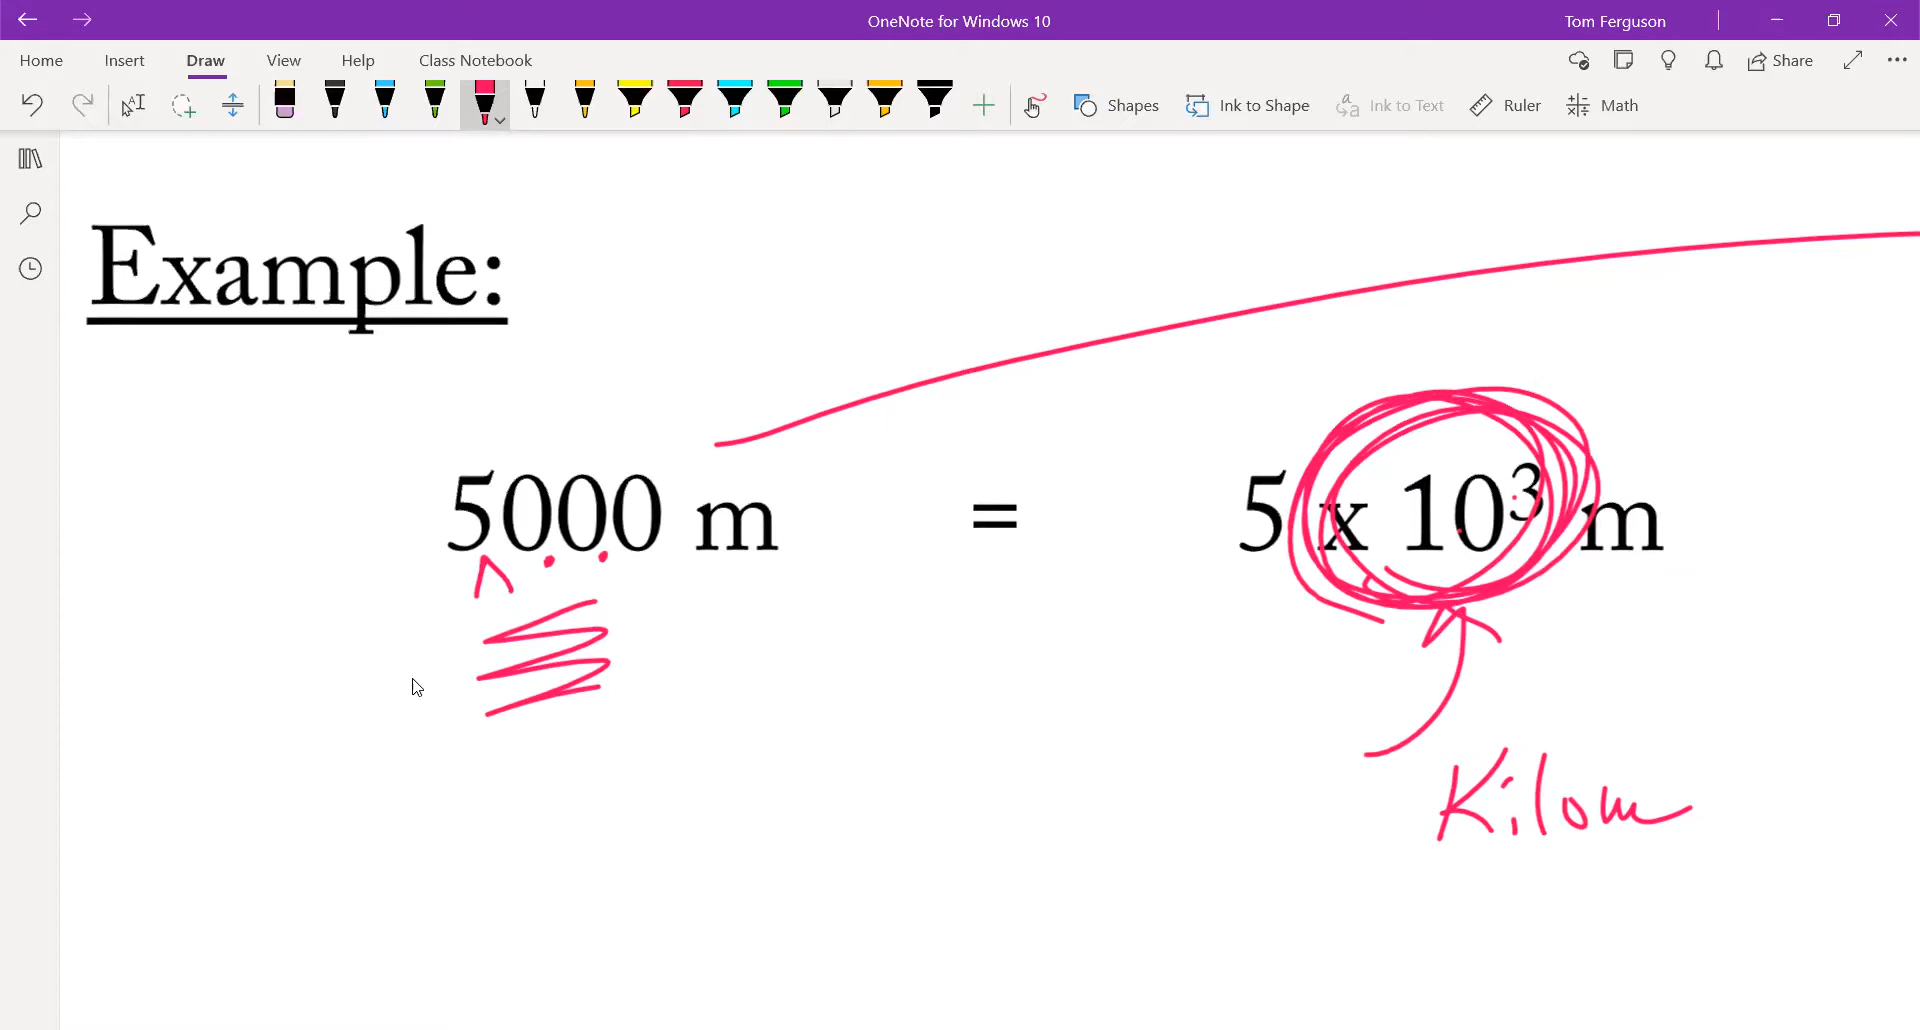 OneNote for Windows 10
Tom Ferguson
Home Insert Draw View Help Class Notebook
Share
Shapes Ink to Shape Ink to Text Ruler Math
Example:
5000 m = 5 x 10³ m
Kilom